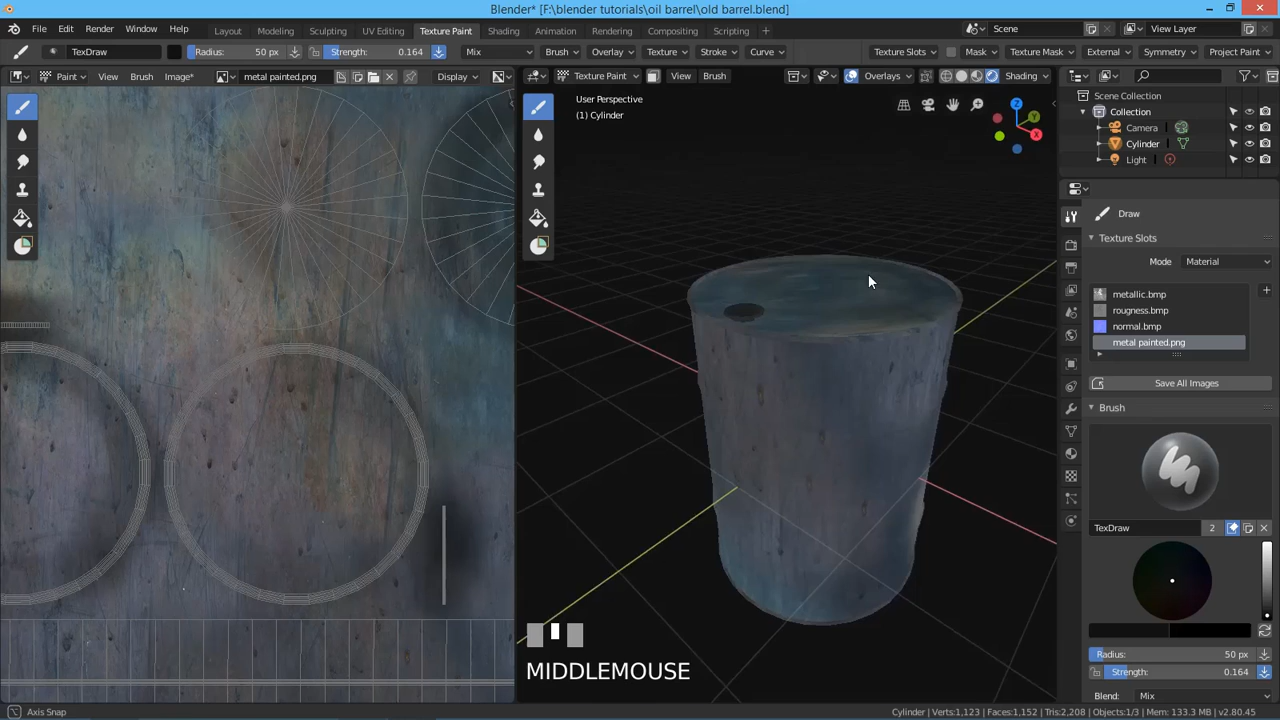 Blender* [F:\blender tutorials\oil barrel\old barrel.blend]
File Edit Render Window Help Layout Modeling Sculpting UV Editing Texture Paint Shading Animation Rendering Compositing Scripting Scene View Layer
TexDraw Radius: 50 px Strength: 0.164 Mix Brush Overlay Texture Stroke Curve Texture Slots Mask Texture Mask External Symmetry Project Paint
Paint View Brush Image* metal painted.png Display Texture Paint View Brush Overlays Shading
User Perspective
(1) Cylinder
Z
Y
X
Scene Collection
Collection
Camera
Cylinder
Light
Draw
Texture Slots
Mode Material
metallic.bmp
rougness.bmp
normal.bmp
metal painted.png
Save All Images
Brush
TexDraw 2
Radius: 50 px
Strength: 0.164
Blend: Mix
MIDDLEMOUSE
Axis Snap
Cylinder | Verts:1,123 | Faces:1,152 | Tris:2,208 | Objects:1/3 | Mem: 133.3 MB | v2.80.45